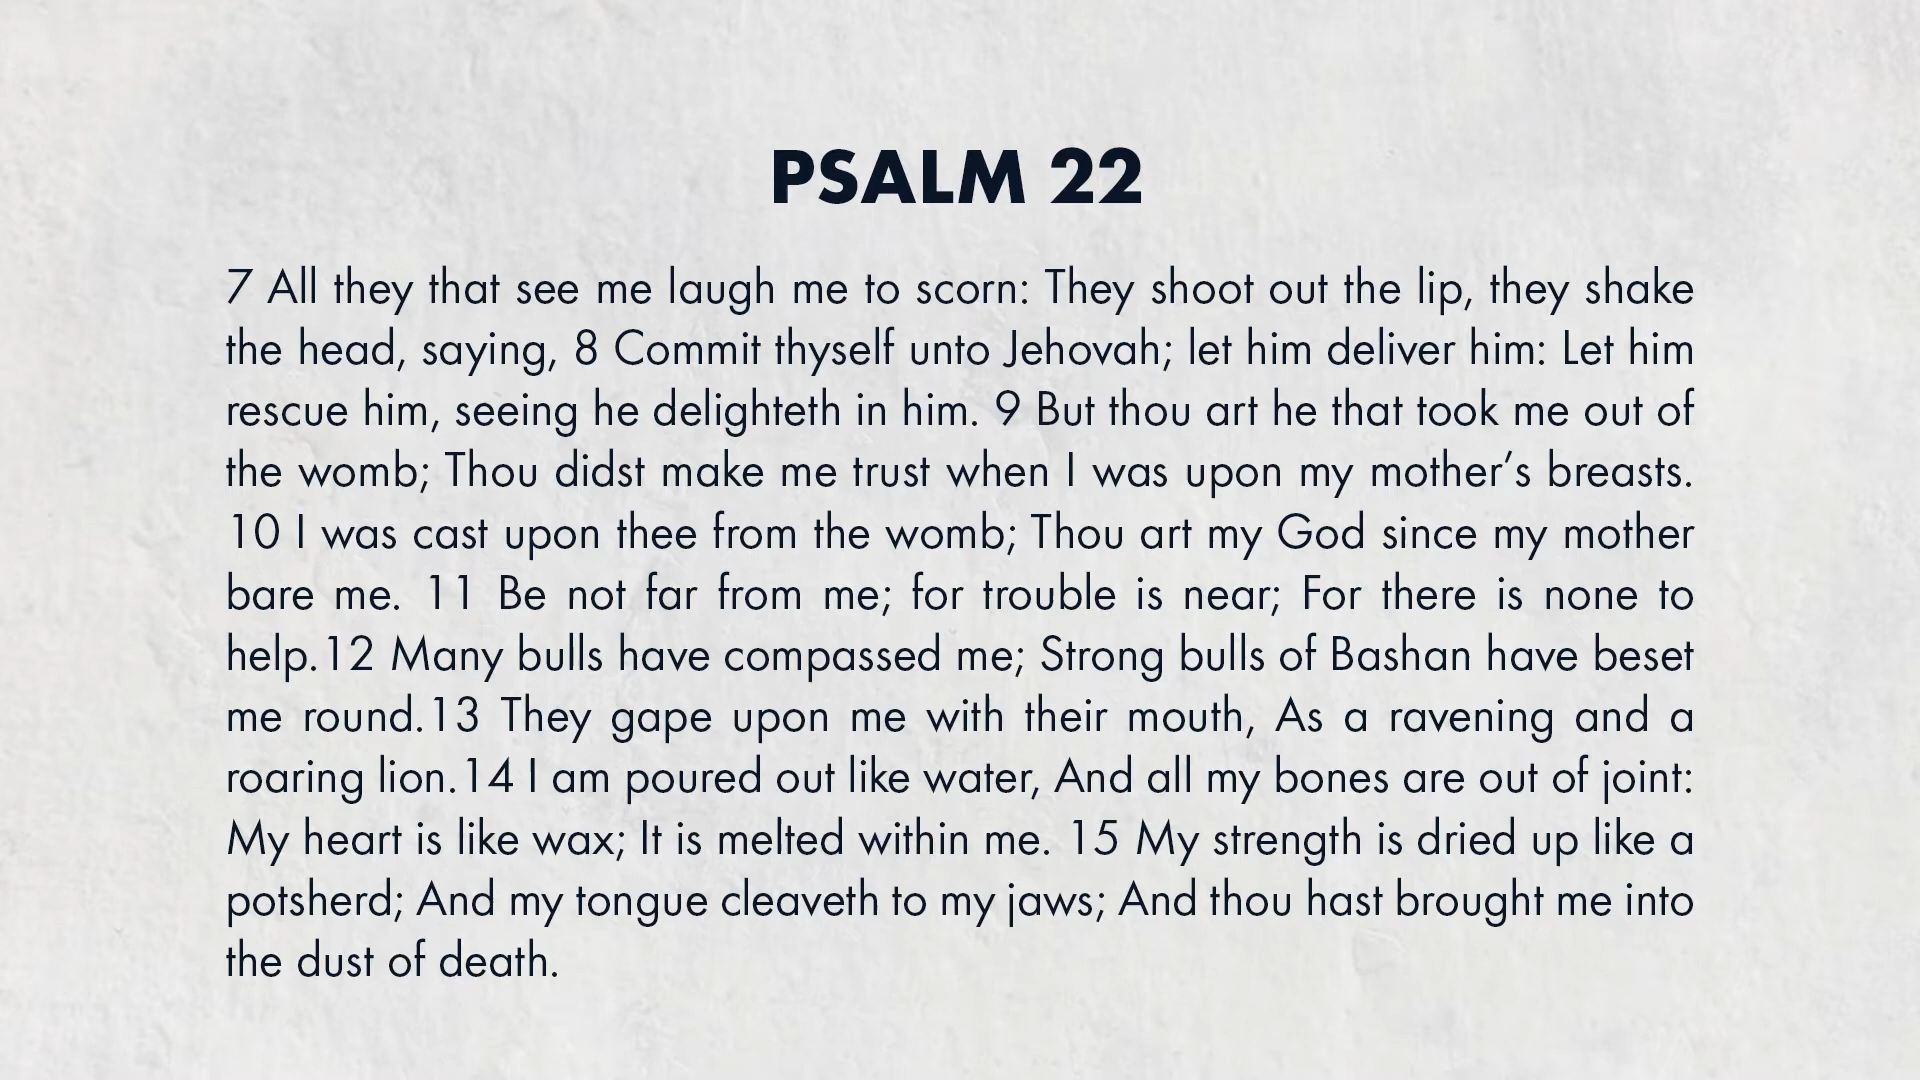 PSALM 22
7 All they that see me laugh me to scorn: They shoot out the lip, they shake
the head, saying, 8 Commit thyself unto Jehovah; let him deliver him: Let him
rescue him, seeing he delighteth in him. 9 But thou art he that took me out of
the womb; Thou didst make me trust when I was upon my mother’s breasts.
10 I was cast upon thee from the womb; Thou art my God since my mother
bare me. 11 Be not far from me; for trouble is near; For there is none to
help.12 Many bulls have compassed me; Strong bulls of Bashan have beset
me round.13 They gape upon me with their mouth, As a ravening and a
roaring lion.14 I am poured out like water, And all my bones are out of joint:
My heart is like wax; It is melted within me. 15 My strength is dried up like a
potsherd; And my tongue cleaveth to my jaws; And thou hast brought me into
the dust of death.